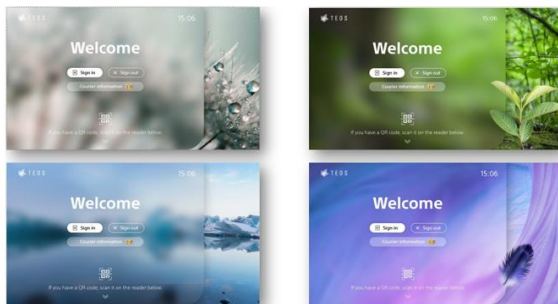 TEOS 15:06
Welcome
Sign in Sign out
Courier information
If you have a QR code, scan it on the reader below.
TEOS 15:06
Welcome
Sign in Sign out
Courier information
If you have a QR code, scan it on the reader below.
TEOS 15:06
Welcome
Sign in Sign out
Courier information
If you have a QR code, scan it on the reader below.
TEOS 15:06
Welcome
Sign in Sign out
Courier information
If you have a QR code, scan it on the reader below.